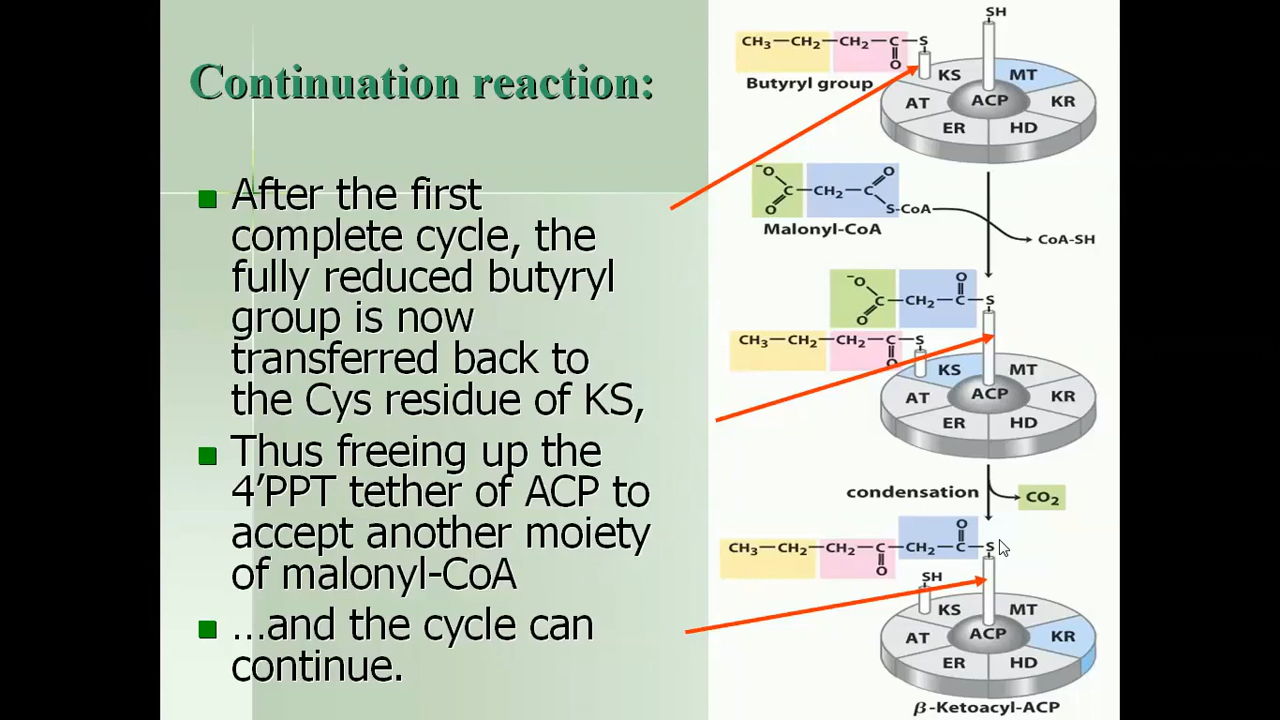 Continuation reaction:
After the first
complete cycle, the
fully reduced butyryl
group is now
transferred back to
the Cys residue of KS,
Thus freeing up the
4’PPT tether of ACP to
accept another moiety
of malonyl-CoA
…and the cycle can
continue.
SH
CH₃—CH₂—CH₂—C—S
O
Butyryl group
KS MT
AT ACP KR
ER HD
⁻O O
C—CH₂—C
O S-CoA
Malonyl-CoA
CoA-SH
⁻O O
C—CH₂—C—S
O
CH₃—CH₂—CH₂—C—S
O
KS MT
AT ACP KR
ER HD
condensation CO₂
O
CH₃—CH₂—CH₂—C—CH₂—C—S
O
SH
KS MT
AT ACP KR
ER HD
β-Ketoacyl-ACP